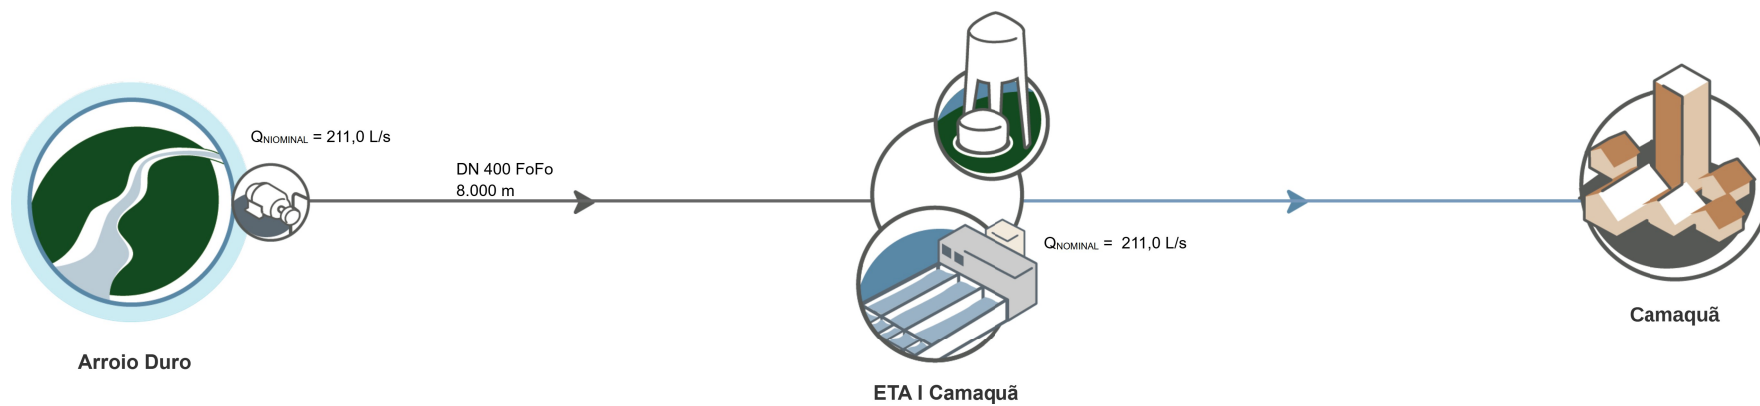 QNIOMINAL = 211,0 L/s
DN 400 FoFo
8.000 m
QNOMINAL = 211,0 L/s
Camaquã
Arroio Duro
ETA I Camaquã